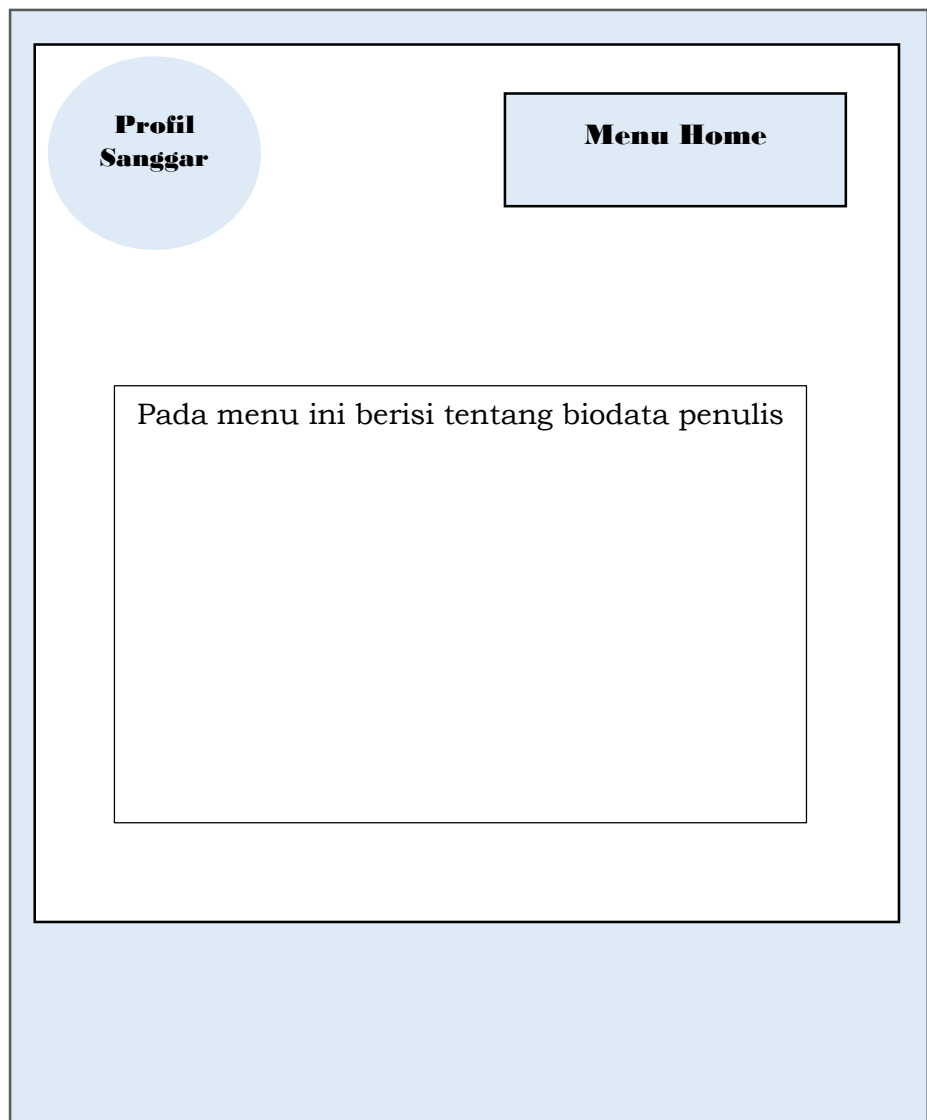 Profil
Sanggar
Menu Home
Pada menu ini berisi tentang biodata penulis